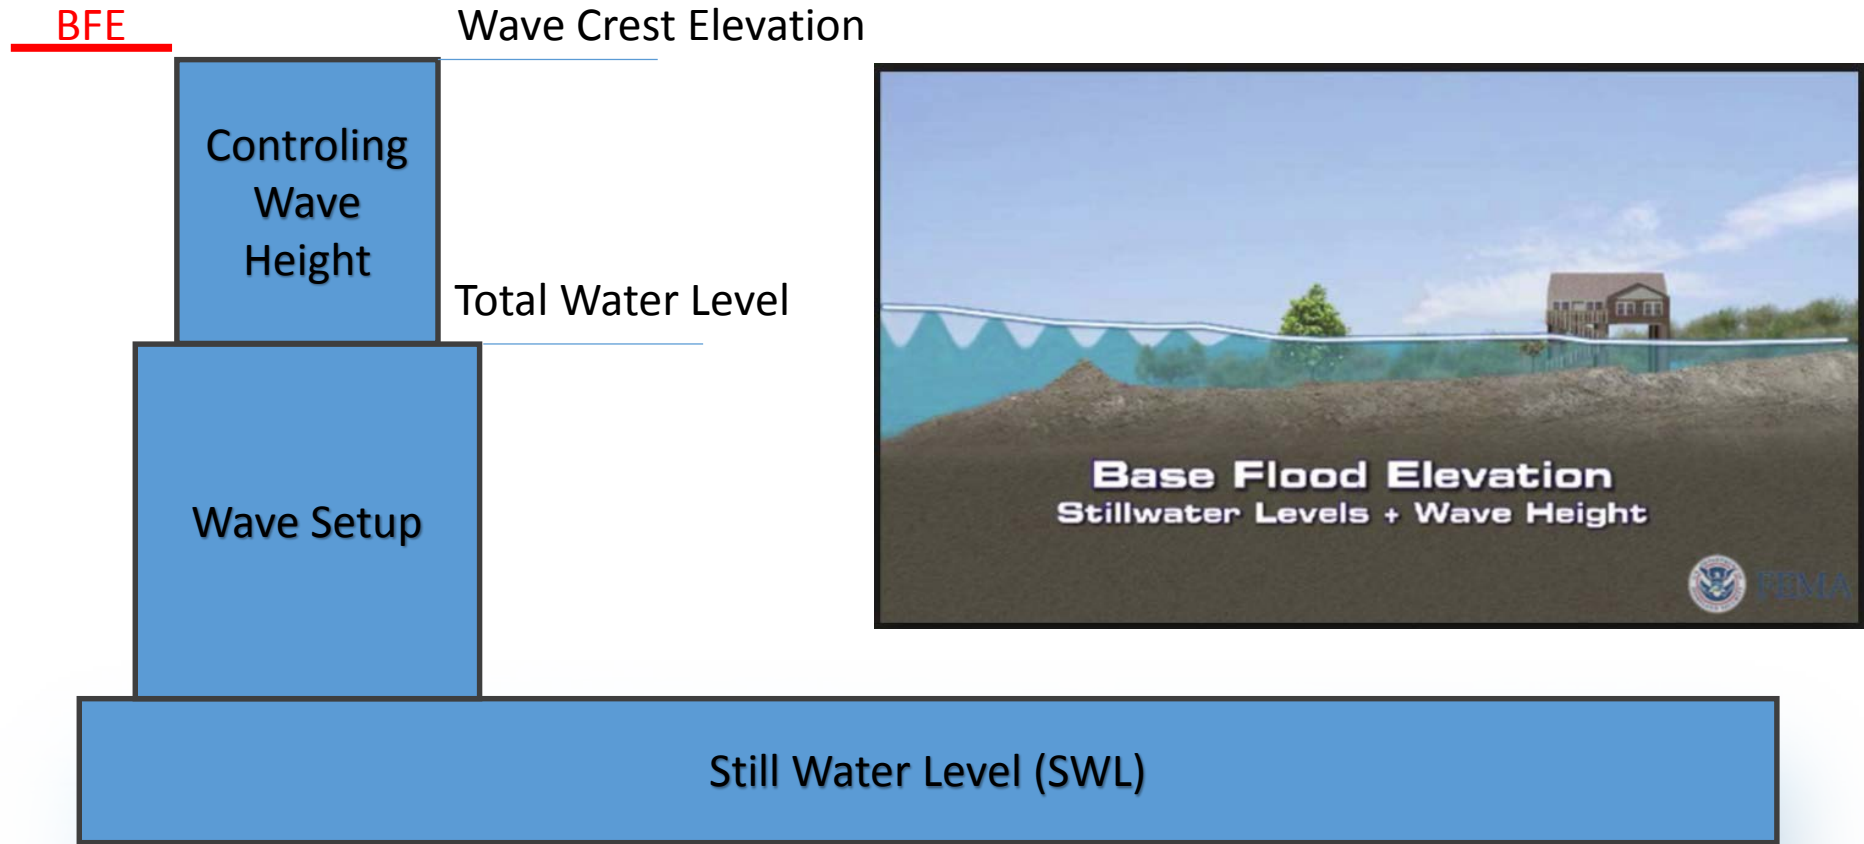 BFE
Wave Crest Elevation
Controling
Wave
Height
Total Water Level
Wave Setup
Base Flood Elevation
Stillwater Levels + Wave Height
FEMA
Still Water Level (SWL)